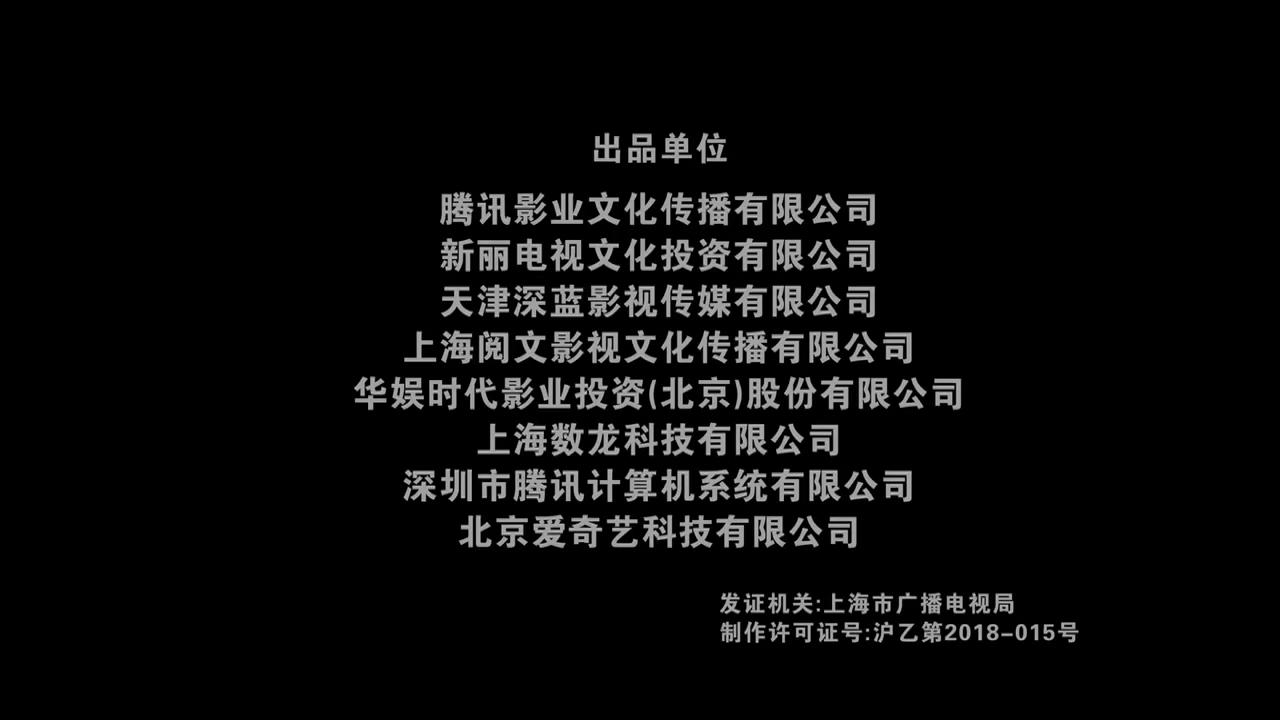 出品单位
腾讯影业文化传播有限公司
新丽电视文化投资有限公司
天津深蓝影视传媒有限公司
上海阅文影视文化传播有限公司
华娱时代影业投资(北京)股份有限公司
上海数龙科技有限公司
深圳市腾讯计算机系统有限公司
北京爱奇艺科技有限公司
发证机关:上海市广播电视局
制作许可证号:沪乙第2018-015号